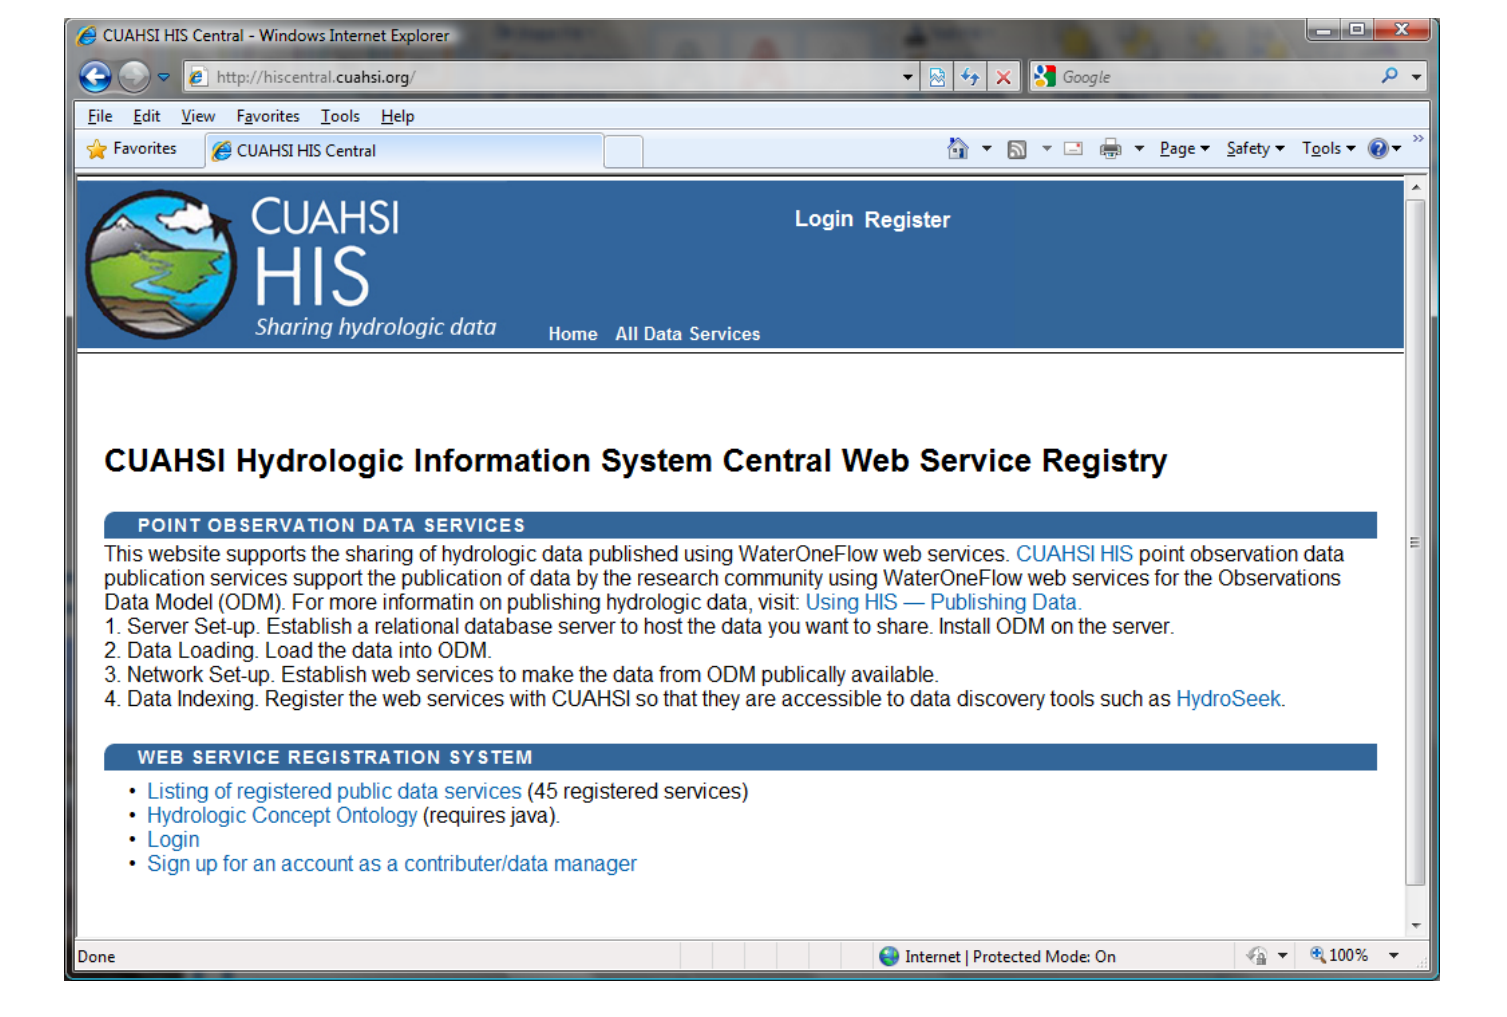 CUAHSI HIS Central - Windows Internet Explorer
http://hiscentral.cuahsi.org/
Google
File Edit View Favorites Tools Help
Favorites CUAHSI HIS Central Page Safety Tools
CUAHSI
HIS
Sharing hydrologic data
Login Register
Home All Data Services
CUAHSI Hydrologic Information System Central Web Service Registry
POINT OBSERVATION DATA SERVICES
This website supports the sharing of hydrologic data published using WaterOneFlow web services. CUAHSI HIS point observation data
publication services support the publication of data by the research community using WaterOneFlow web services for the Observations
Data Model (ODM). For more informatin on publishing hydrologic data, visit: Using HIS — Publishing Data.
1. Server Set-up. Establish a relational database server to host the data you want to share. Install ODM on the server.
2. Data Loading. Load the data into ODM.
3. Network Set-up. Establish web services to make the data from ODM publically available.
4. Data Indexing. Register the web services with CUAHSI so that they are accessible to data discovery tools such as HydroSeek.
WEB SERVICE REGISTRATION SYSTEM
• Listing of registered public data services (45 registered services)
• Hydrologic Concept Ontology (requires java).
• Login
• Sign up for an account as a contributer/data manager
Done Internet | Protected Mode: On 100%